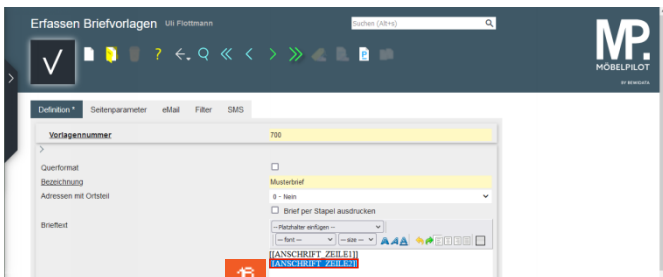 Erfassen Briefvorlagen Uli Flottmann
Suchen (Alt+s)
MP.
MÖBELPILOT
BY BEWIDATA
Definition * Seitenparameter eMail Filter SMS
Vorlagennummer 700
Querformat
Bezeichnung Musterbrief
Adressen mit Ortsteil 0 - Nein
Brief per Stapel ausdrucken
Brieftext --Platzhalter einfügen --
-- font -- -- size -- A A A
[[ANSCHRIFT_ZEILE1]]
[[ANSCHRIFT_ZEILE2]]